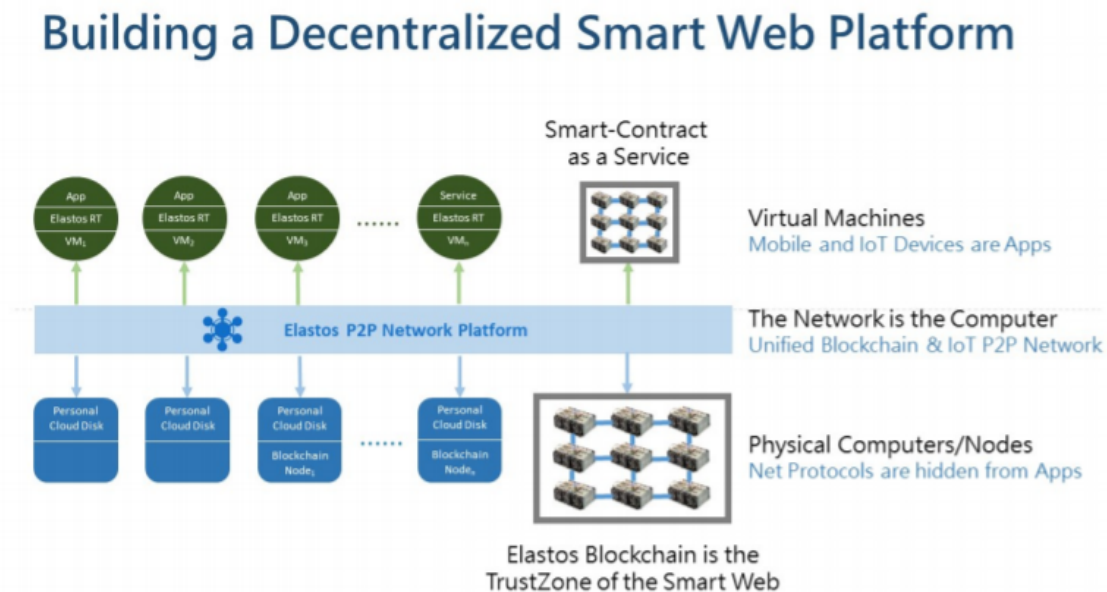 Building a Decentralized Smart Web Platform
Smart-Contract
as a Service
App
Elastos RT
VM₁
App
Elastos RT
VM₂
App
Elastos RT
VM₃
......
Service
Elastos RT
VMₙ
Virtual Machines
Mobile and IoT Devices are Apps
Elastos P2P Network Platform
The Network is the Computer
Unified Blockchain & IoT P2P Network
Personal
Cloud Disk
Personal
Cloud Disk
Personal
Cloud Disk
Blockchain
Node₁
......
Personal
Cloud Disk
Blockchain
Nodeₙ
Physical Computers/Nodes
Net Protocols are hidden from Apps
Elastos Blockchain is the
TrustZone of the Smart Web